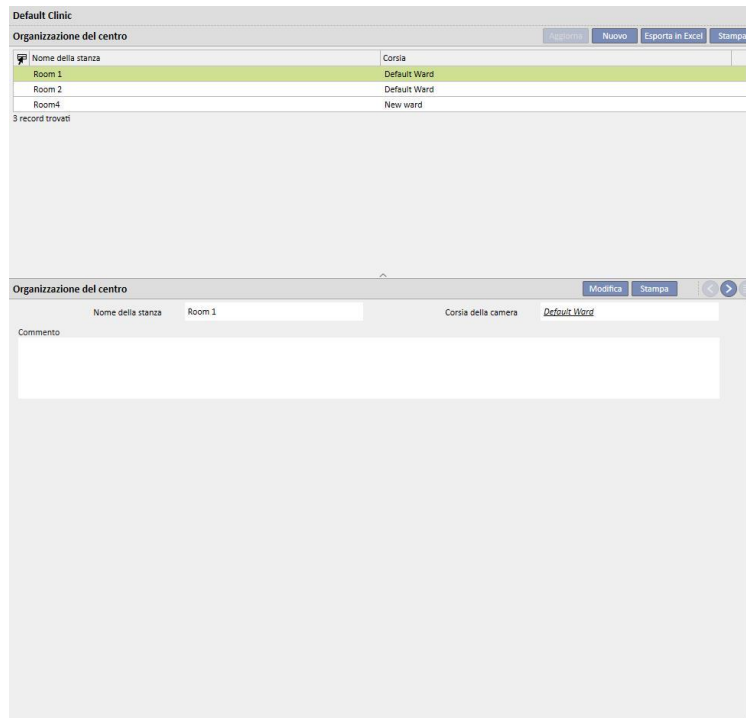 Default Clinic
Organizzazione del centro Aggiorna Nuovo Esporta in Excel Stampa
Nome della stanza Corsia
Room 1 Default Ward
Room 2 Default Ward
Room4 New ward
3 record trovati
Organizzazione del centro Modifica Stampa
Nome della stanza Room 1 Corsia della camera Default Ward
Commento